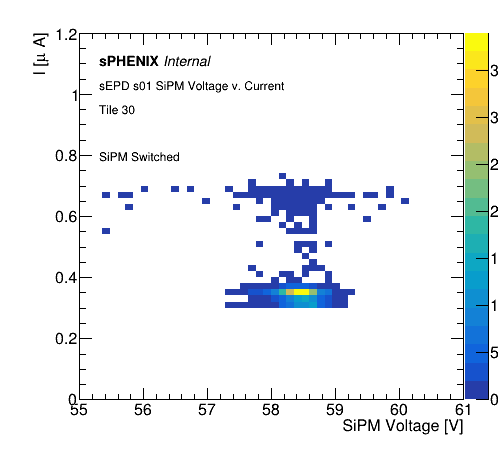 I [μ A]
sPHENIX Internal
sEPD s01 SiPM Voltage v. Current
Tile 30
SiPM Switched
1.2
1
0.8
0.6
0.4
0.2
0
55 56 57 58 59 60 61
SiPM Voltage [V]
3
3
2
2
1
1
5
0